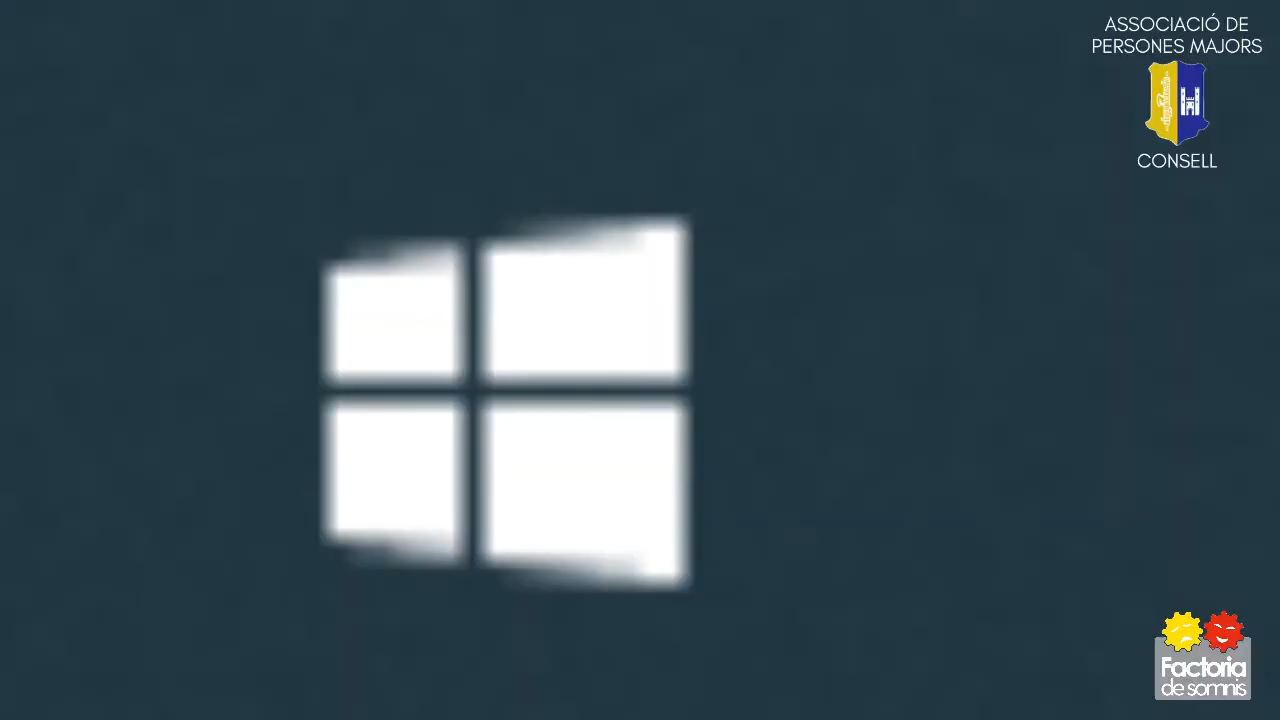 ASSOCIACIÓ DE
PERSONES MAJORS
CONSELL
Factoria
de somnis